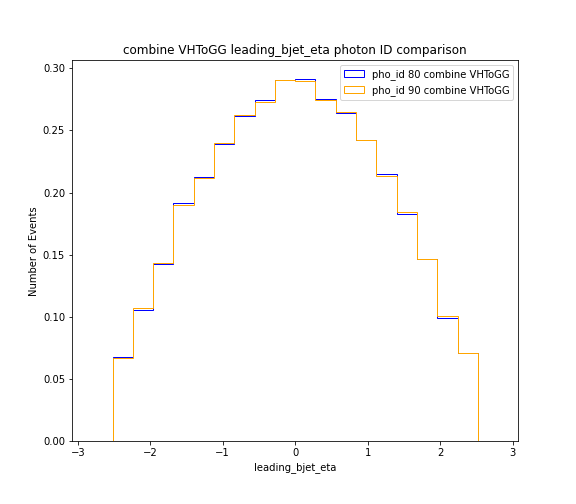 combine VHToGG leading_bjet_eta photon ID comparison
pho_id 80 combine VHToGG
pho_id 90 combine VHToGG
0.30
0.25
0.20
0.15
0.10
0.05
0.00
Number of Events
−3
−2
−1
0
1
2
3
leading_bjet_eta